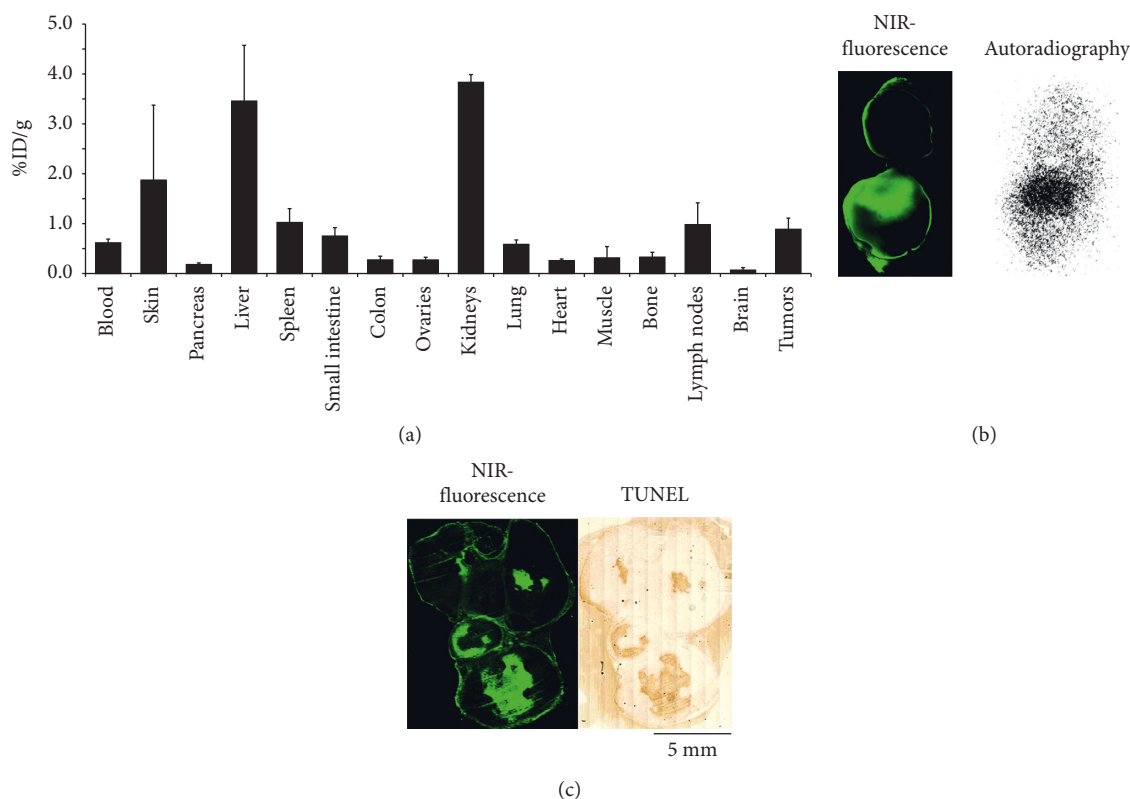 5.0
4.0
3.0
2.0
1.0
0.0
%ID/g
Blood
Skin
Pancreas
Liver
Spleen
Small intestine
Colon
Ovaries
Kidneys
Lung
Heart
Muscle
Bone
Lymph nodes
Brain
Tumors
(a)
NIR-
fluorescence
Autoradiography
(b)
NIR-
fluorescence
TUNEL
5 mm
(c)